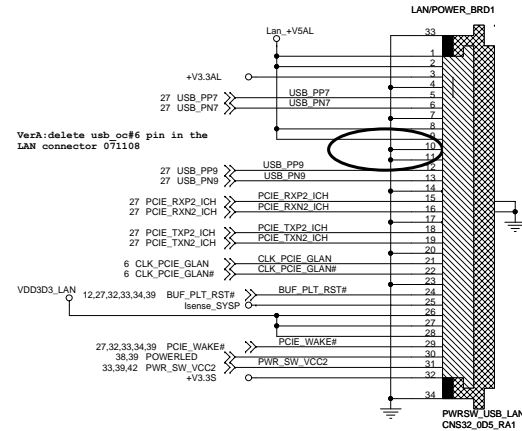 LAN/POWER_BRD1
Lan_+V5AL
33
1
2
+V3.3AL
3
4
27 USB_PP7
5
27 USB_PN7
6
7
8
9
VerA:delete usb_oc#6 pin in the
LAN connector 071108
10
11
12
27 USB_PP9
USB_PP9
13
27 USB_PN9
USB_PN9
14
27 PCIE_RXP2_ICH
PCIE_RXP2_ICH
15
27 PCIE_RXN2_ICH
PCIE_RXN2_ICH
16
17
27 PCIE_TXP2_ICH
PCIE_TXP2_ICH
18
27 PCIE_TXN2_ICH
PCIE_TXN2_ICH
19
20
6 CLK_PCIE_GLAN
CLK_PCIE_GLAN
21
6 CLK_PCIE_GLAN#
CLK_PCIE_GLAN#
22
23
VDD3D3_LAN
12,27,32,33,34,39 BUF_PLT_RST#
BUF_PLT_RST#
24
Isense_SYSP
25
26
27
28
27,32,33,34,39 PCIE_WAKE#
PCIE_WAKE#
29
38,39 POWERLED
30
33,39,42 PWR_SW_VCC2
PWR_SW_VCC2
31
+V3.3S
32
34
PWRSW_USB_LAN
CNS32_0D5_RA1